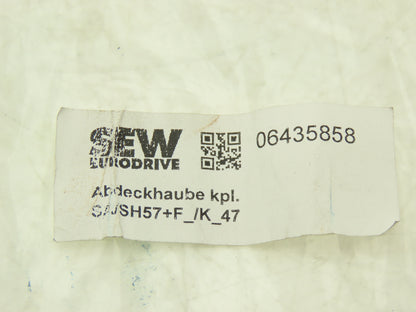 SEW
EURODRIVE
06435858
Abdeckhaube kpl.
SA/SH57+F_/K_47